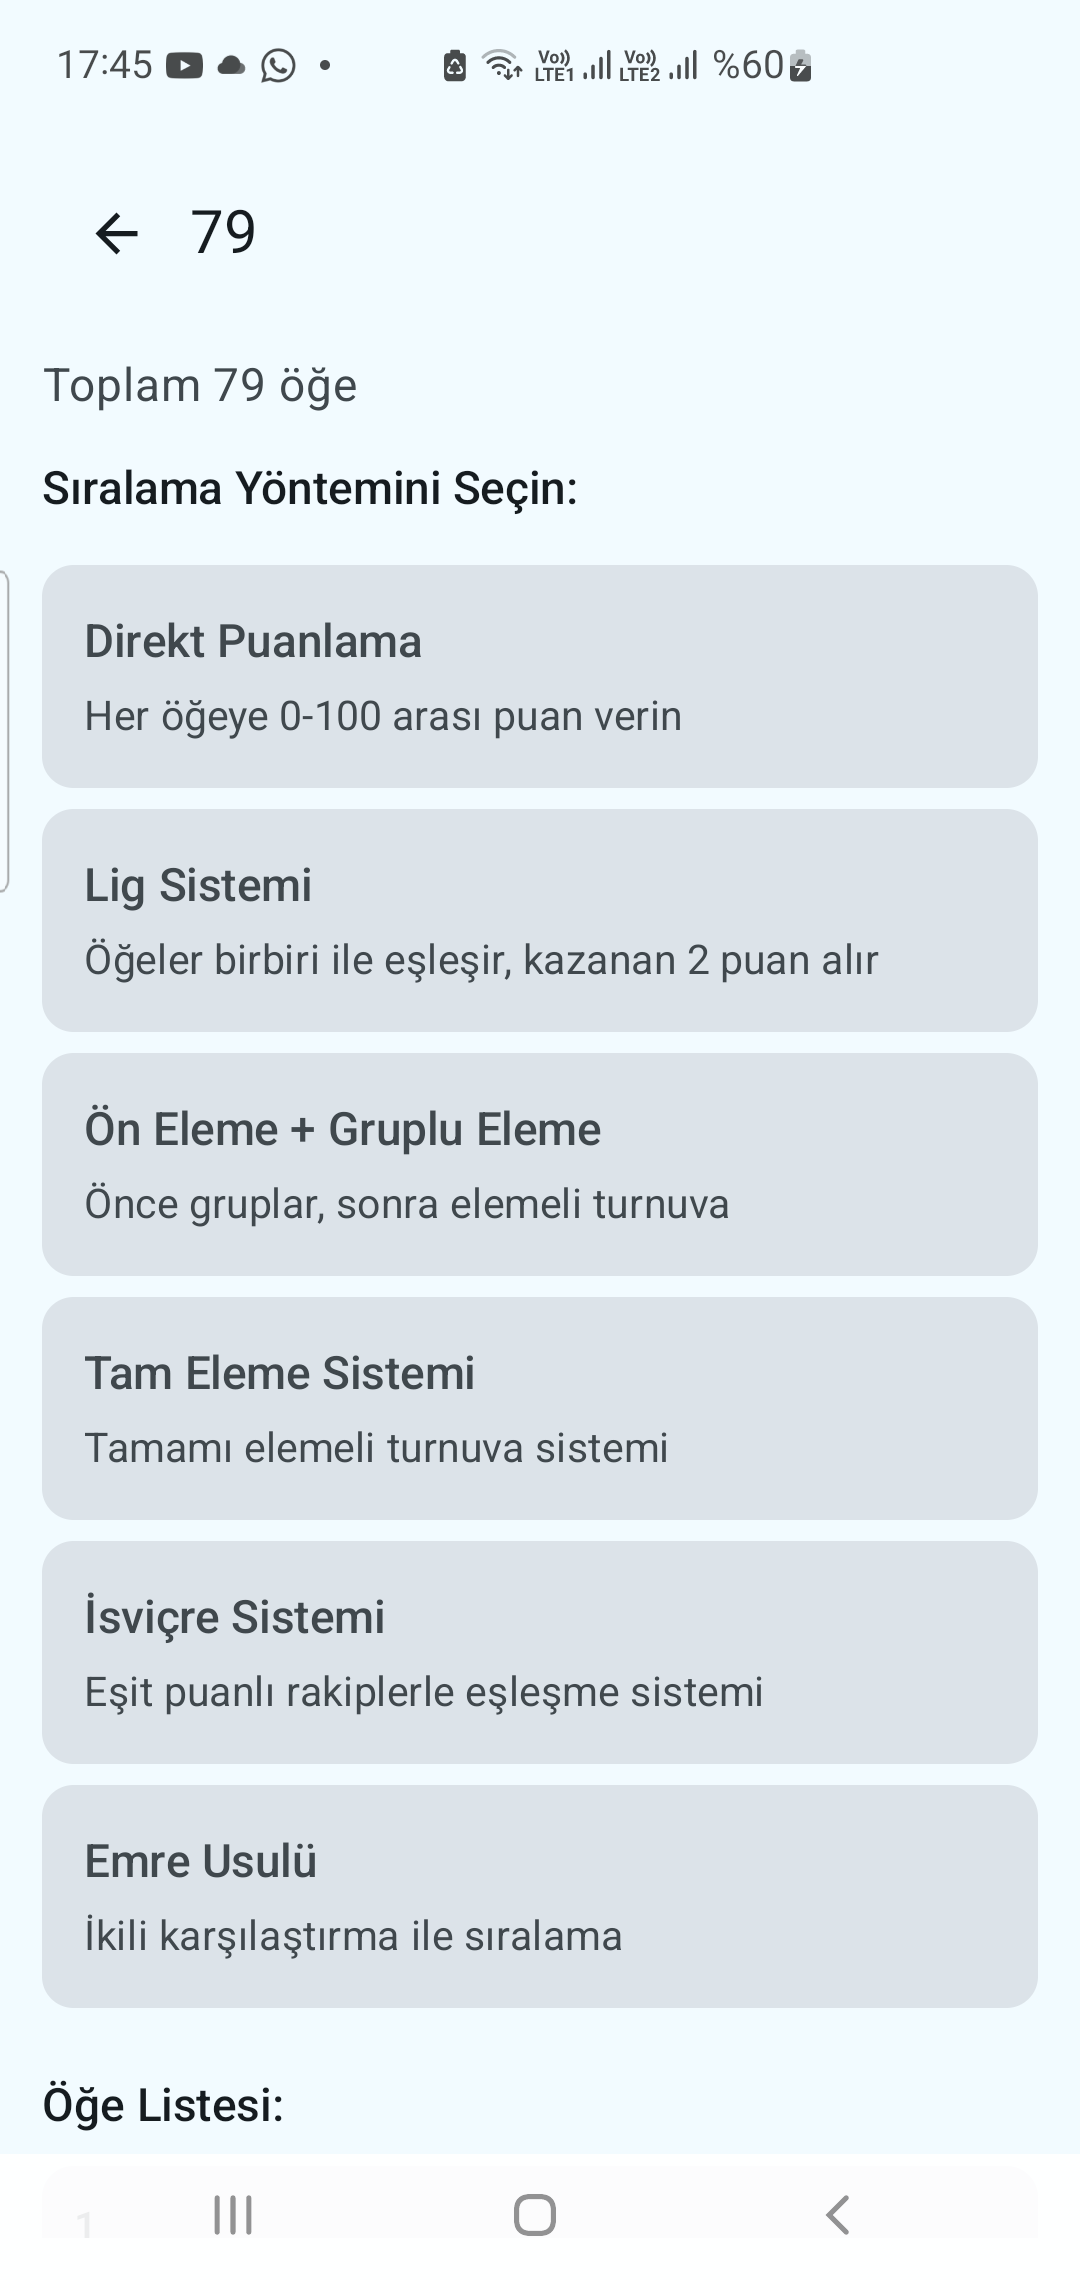 17:45
Vo)) LTE1 Vo)) LTE2 %60
79
Toplam 79 öğe
Sıralama Yöntemini Seçin:
Direkt Puanlama
Her öğeye 0-100 arası puan verin
Lig Sistemi
Öğeler birbiri ile eşleşir, kazanan 2 puan alır
Ön Eleme + Gruplu Eleme
Önce gruplar, sonra elemeli turnuva
Tam Eleme Sistemi
Tamamı elemeli turnuva sistemi
İsviçre Sistemi
Eşit puanlı rakiplerle eşleşme sistemi
Emre Usulü
İkili karşılaştırma ile sıralama
Öğe Listesi:
1